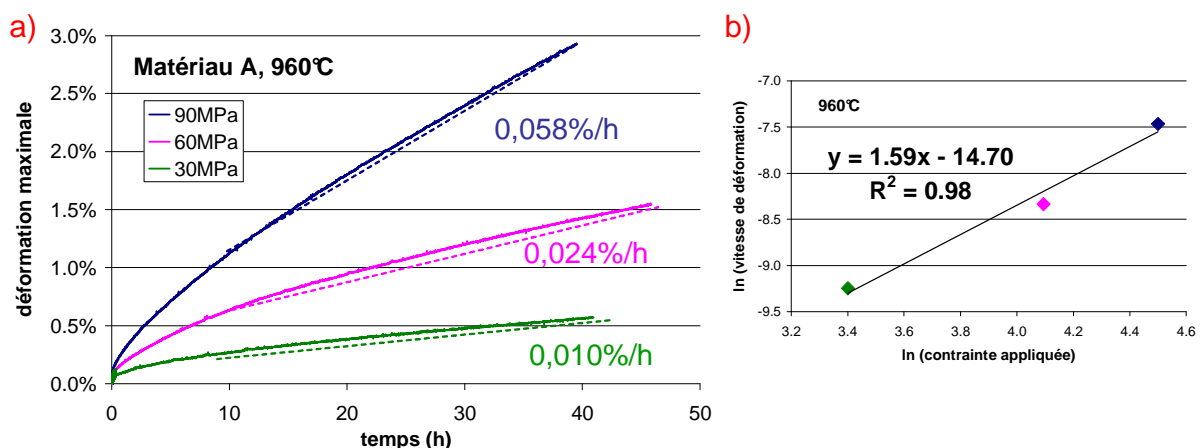 a)
déformation maximale
3.0%
2.5%
2.0%
1.5%
1.0%
0.5%
0.0%
Matériau A, 960°C
90MPa
60MPa
30MPa
0,058%/h
0,024%/h
0,010%/h
0
10
20
30
40
50
temps (h)
b)
ln (vitesse de déformation)
-7.0
-7.5
-8.0
-8.5
-9.0
-9.5
960°C
y = 1.59x - 14.70
R² = 0.98
3.2
3.4
3.6
3.8
4.0
4.2
4.4
4.6
ln (contrainte appliquée)